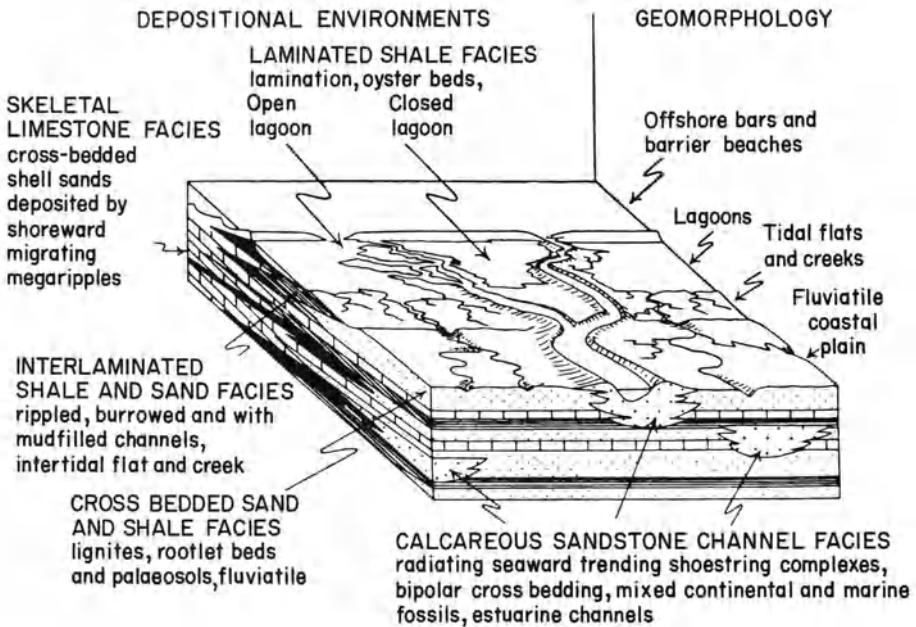 DEPOSITIONAL ENVIRONMENTS
GEOMORPHOLOGY
LAMINATED SHALE FACIES
lamination, oyster beds,
Open
lagoon
Closed
lagoon
SKELETAL
LIMESTONE FACIES
cross-bedded
shell sands
deposited by
shoreward
migrating
megaripples
Offshore bars and
barrier beaches
Lagoons
Tidal flats
and creeks
Fluviatile
coastal
plain
INTERLAMINATED
SHALE AND SAND FACIES
rippled, burrowed and with
mudfilled channels,
intertidal flat and creek
CROSS BEDDED SAND
AND SHALE FACIES
lignites, rootlet beds
and palaeosols, fluviatile
CALCAREOUS SANDSTONE CHANNEL FACIES
radiating seaward trending shoestring complexes,
bipolar cross bedding, mixed continental and marine
fossils, estuarine channels